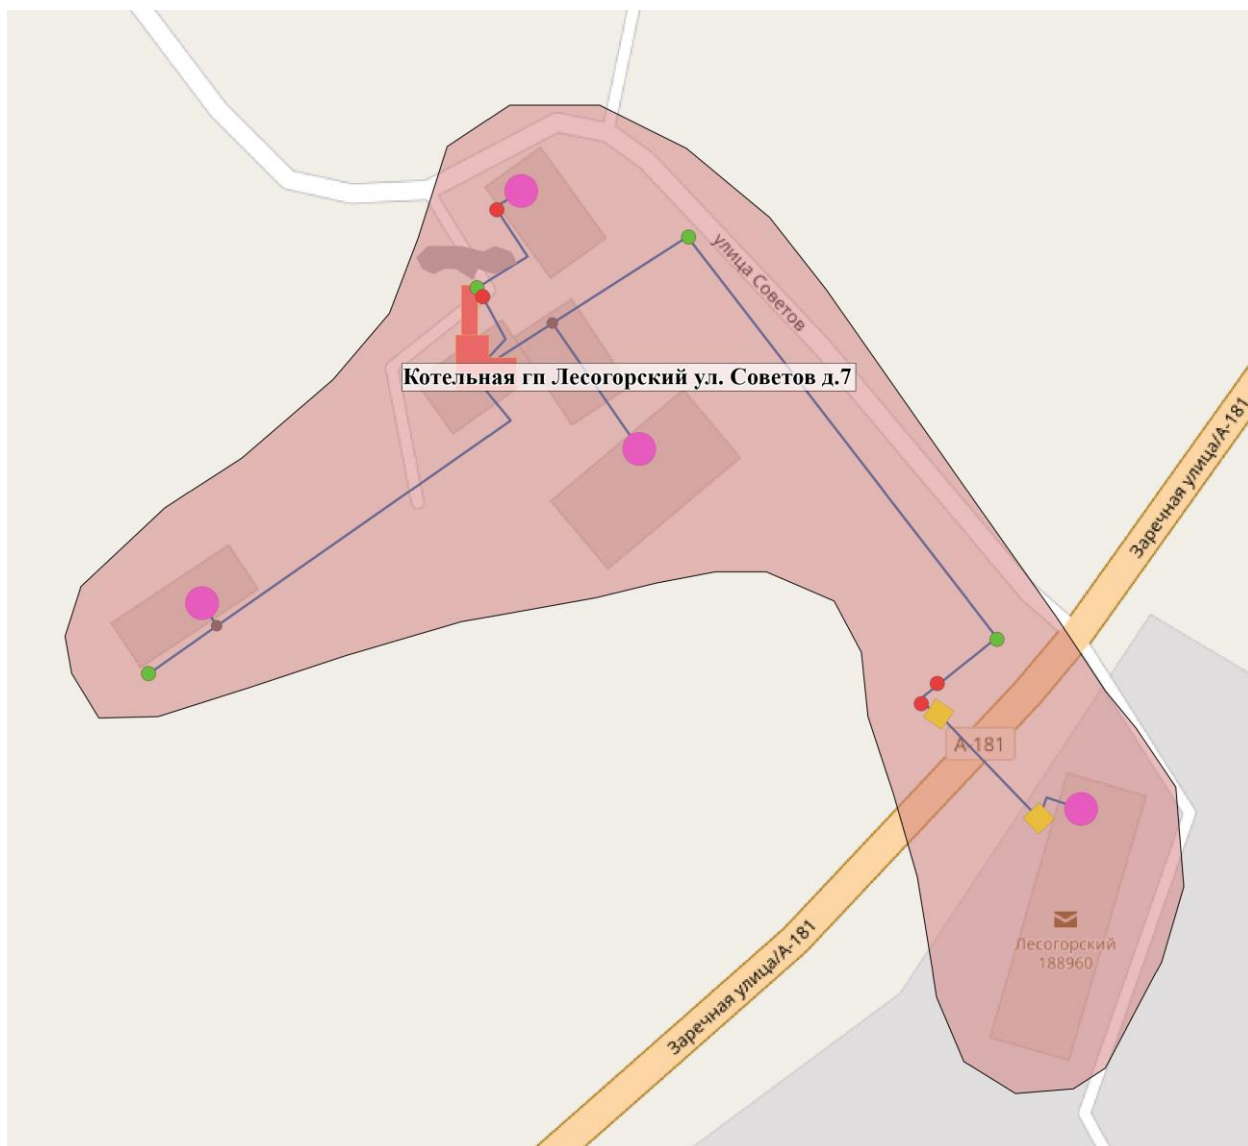 улица Советов
Котельная гп Лесогорский ул. Советов д.7
Заречная улица/А-181
А-181
Лесогорский
188960
Заречная улица/А-181